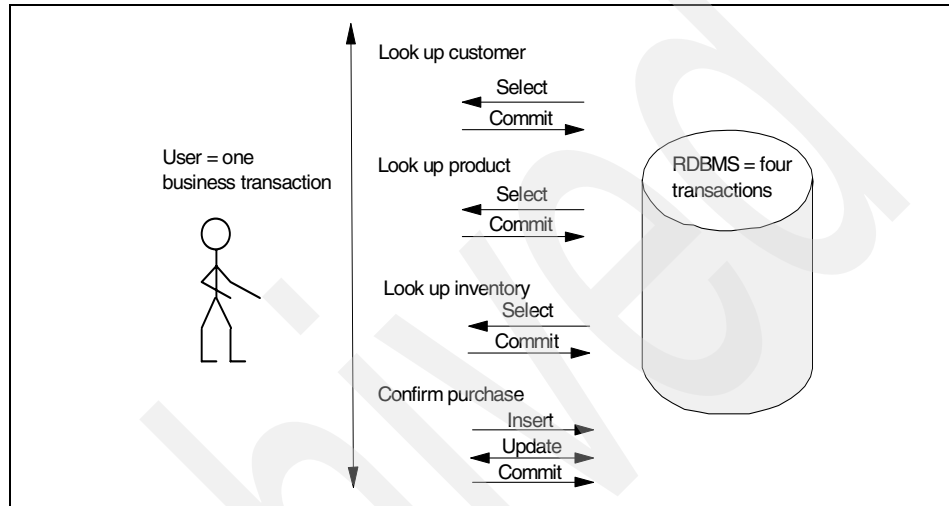 Look up customer
Select
Commit
User = one
business transaction
Look up product
Select
Commit
RDBMS = four
transactions
Look up inventory
Select
Commit
Confirm purchase
Insert
Update
Commit